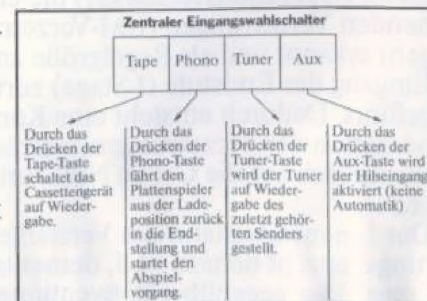 Zentraler Eingangswahlschalter
Tape Phono Tuner Aux
Durch das
Drücken der
Tape-Taste
schaltet das
Cassettengerät
auf Wieder-
gabe.
Durch das
Drücken der
Phono-Taste
fährt den
Plattenspieler
aus der Lade-
position zurück
in die End-
stellung und
startet den
Abspiel-
vorgang.
Durch das
Drücken der
Tuner-Taste
wird der Tuner
auf Wieder-
gabe des
zuletzt gehör-
ten Senders
gestellt.
Durch das
Drücken der
Aux-Taste wird
der Hilseingang
aktiviert (keine
Automatik)